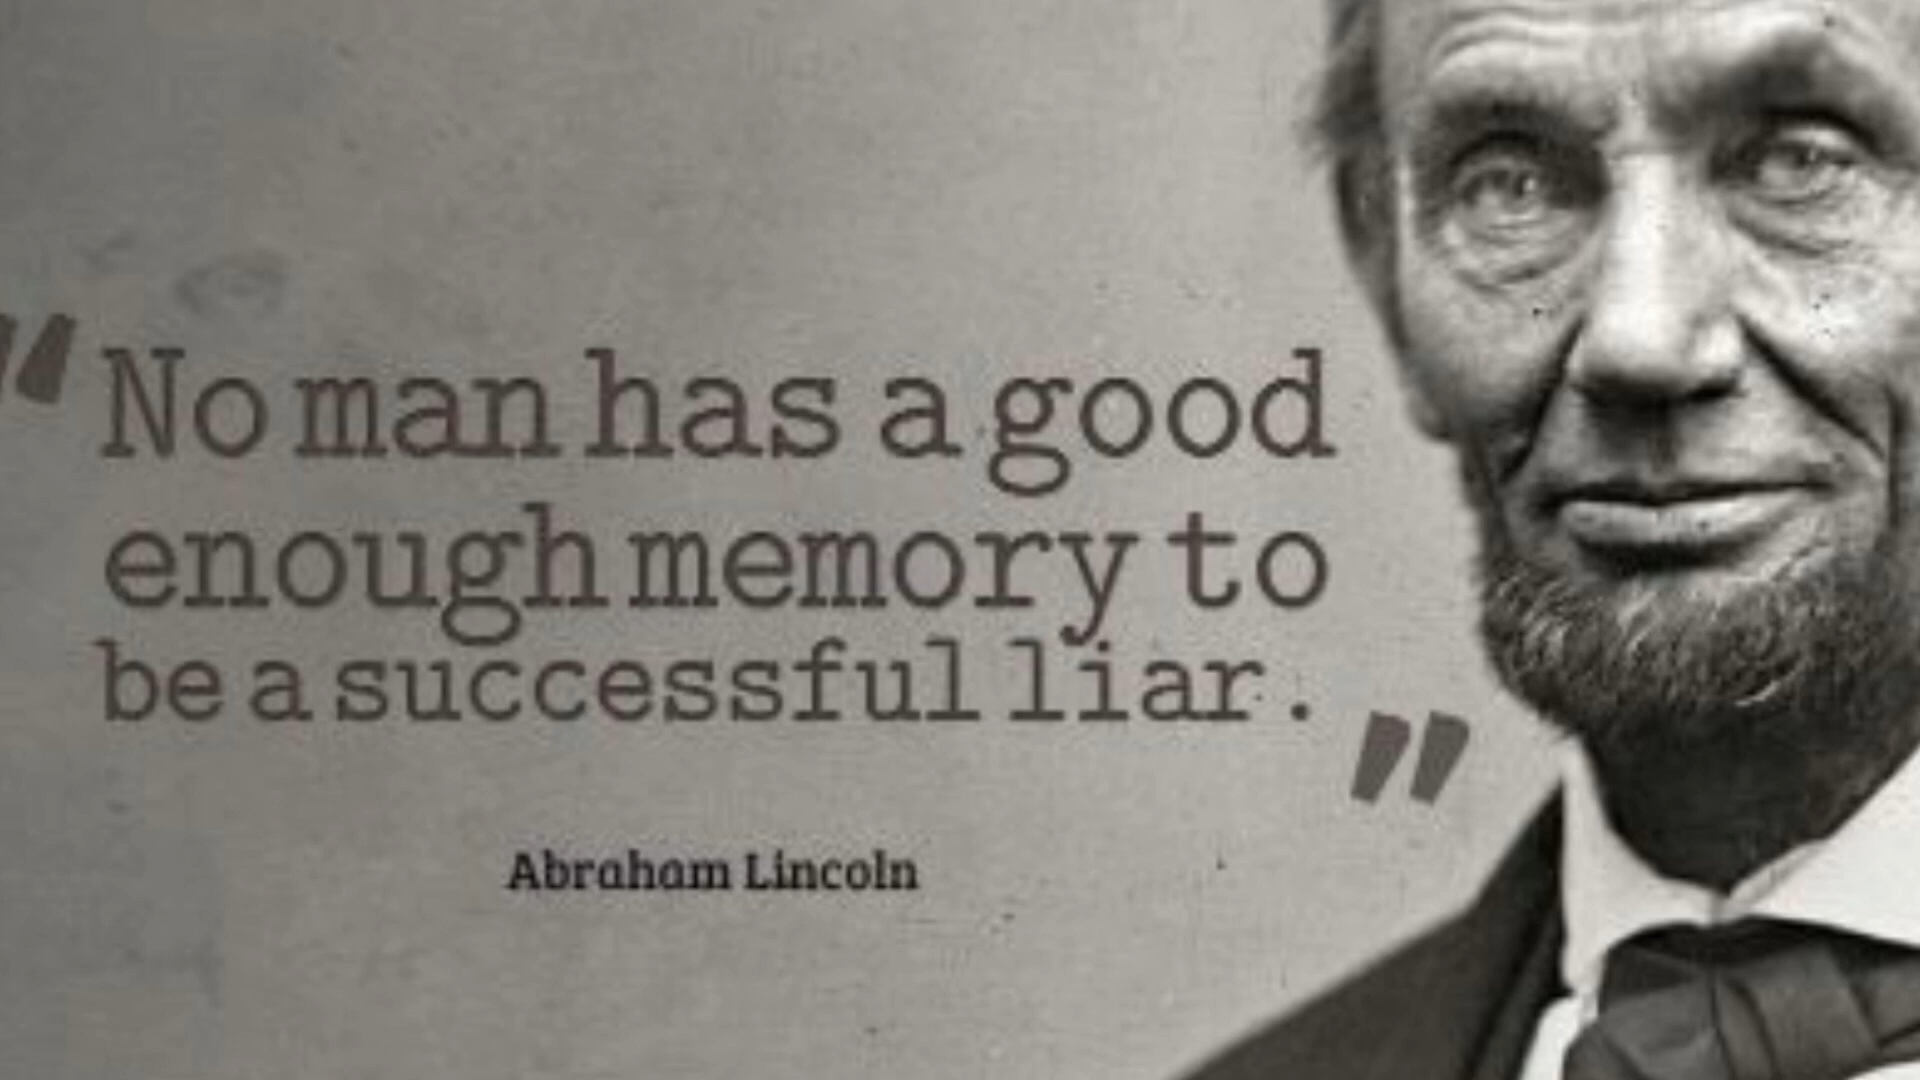 “No man has a good
enough memory to
be a successful liar.”
Abraham Lincoln